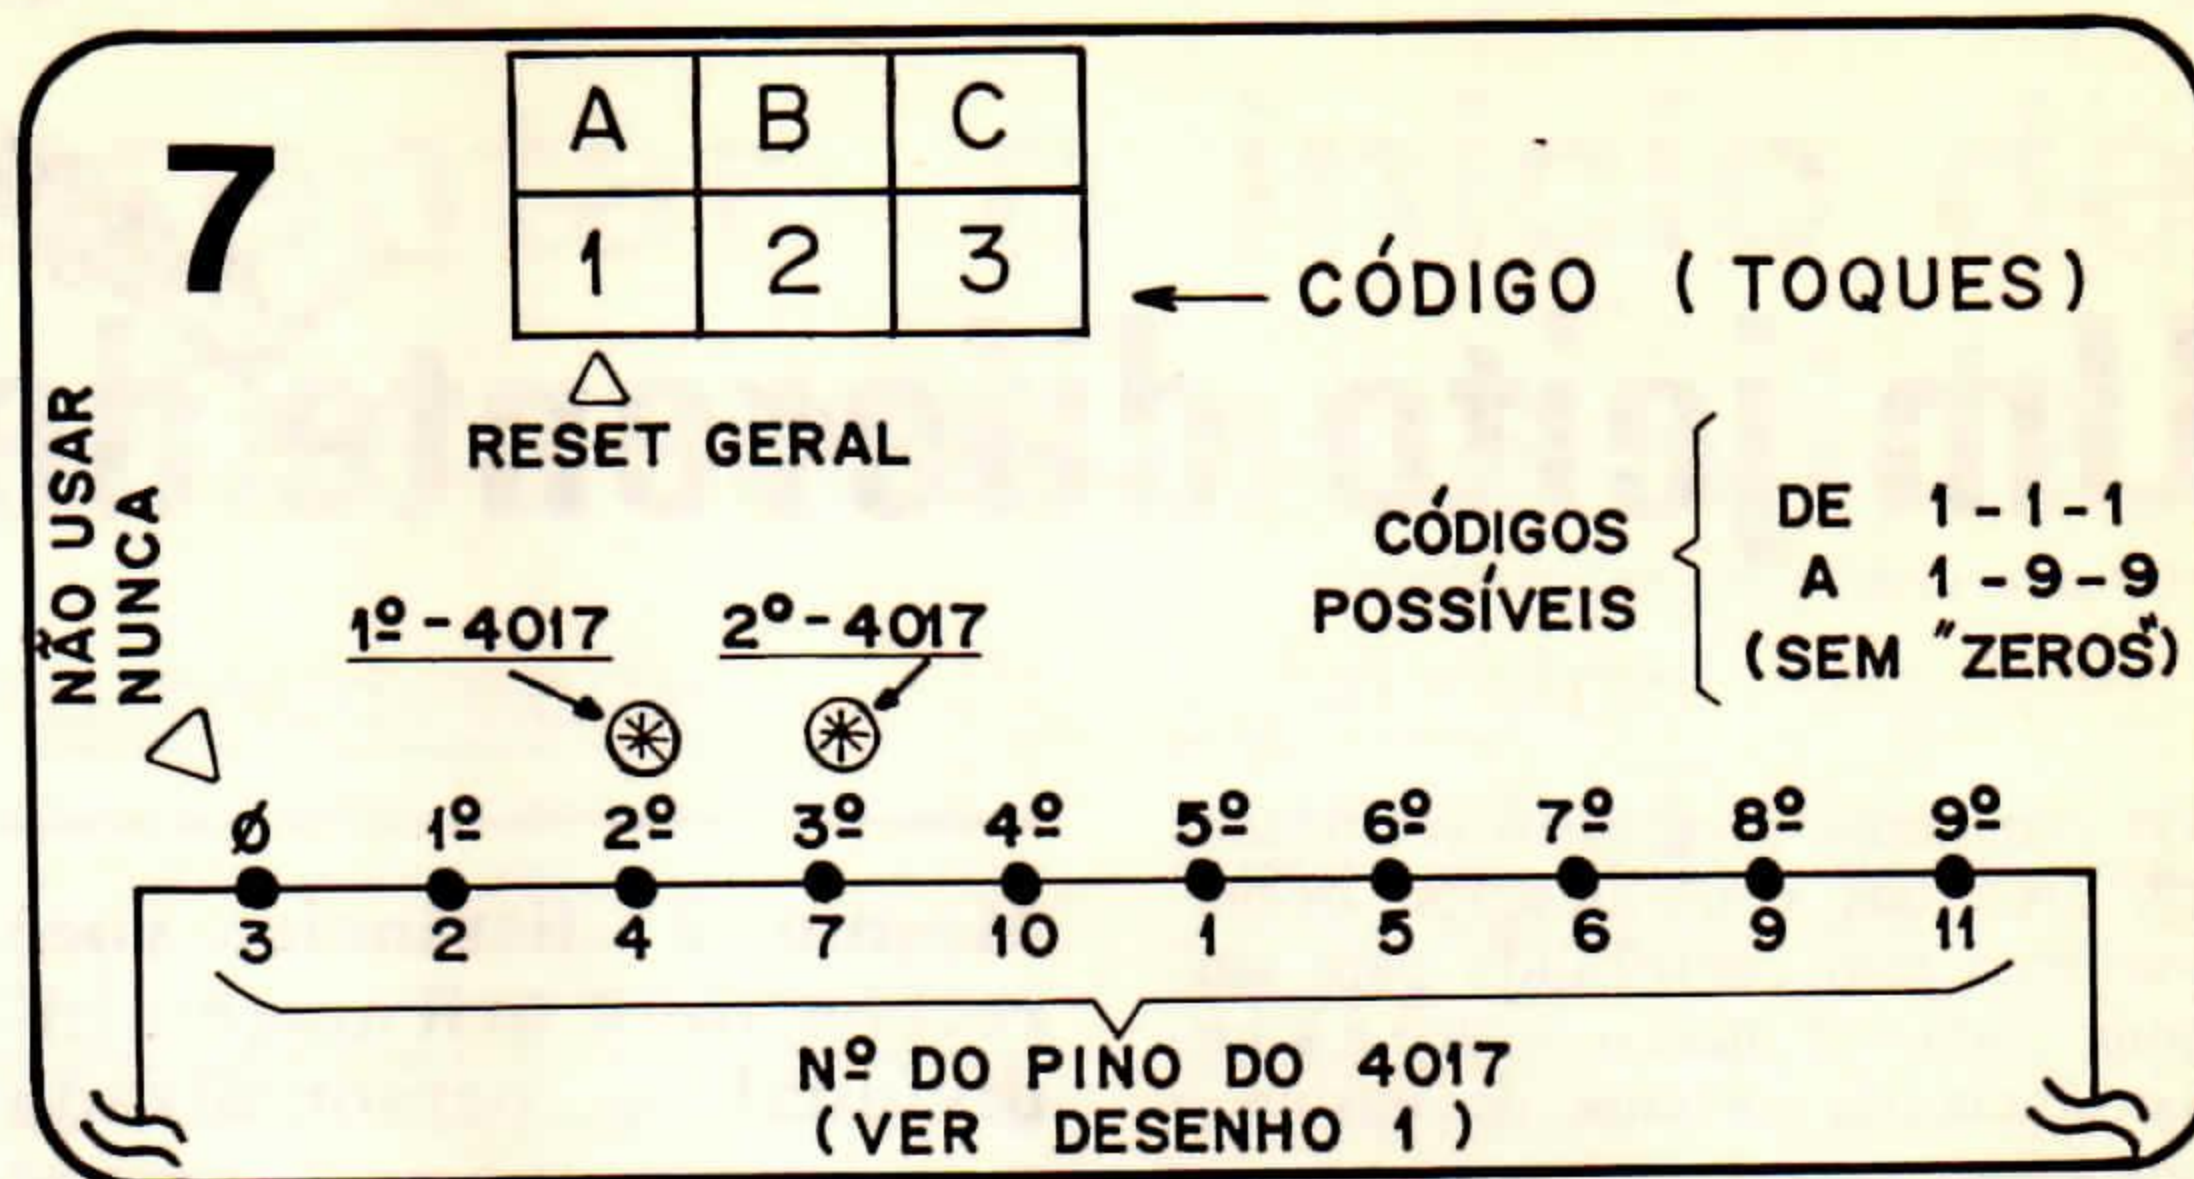 7
A B C
1 2 3
← CÓDIGO ( TOQUES )
RESET GERAL
NÃO USAR
NUNCA
CÓDIGOS
POSSÍVEIS
DE 1 - 1 - 1
A 1 - 9 - 9
(SEM "ZEROS")
1º - 4017 2º - 4017
Ø 1º 2º 3º 4º 5º 6º 7º 8º 9º
3 2 4 7 10 1 5 6 9 11
Nº DO PINO DO 4017
( VER DESENHO 1 )